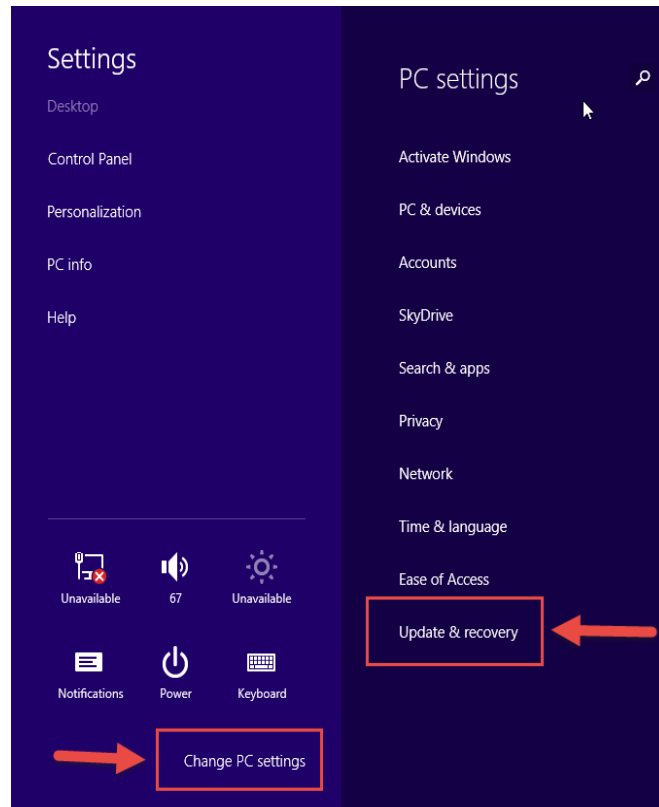 Settings
Desktop
Control Panel
Personalization
PC info
Help
Unavailable
67
Unavailable
Notifications
Power
Keyboard
Change PC settings
PC settings
Activate Windows
PC & devices
Accounts
SkyDrive
Search & apps
Privacy
Network
Time & language
Ease of Access
Update & recovery